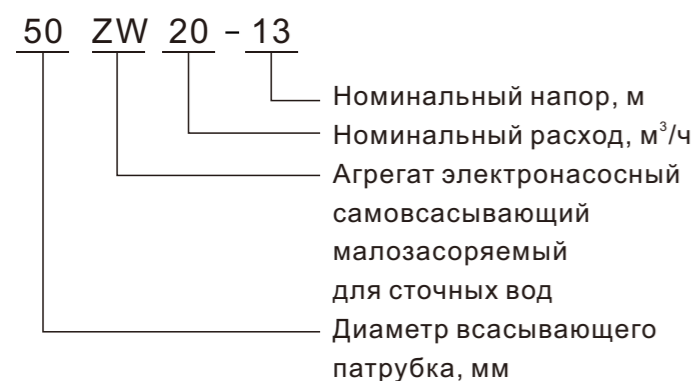 50 ZW 20 – 13
Номинальный напор, м
Номинальный расход, м³/ч
Агрегат электронасосный
самовсасывающий
малозасоряемый
для сточных вод
Диаметр всасывающего
патрубка, мм